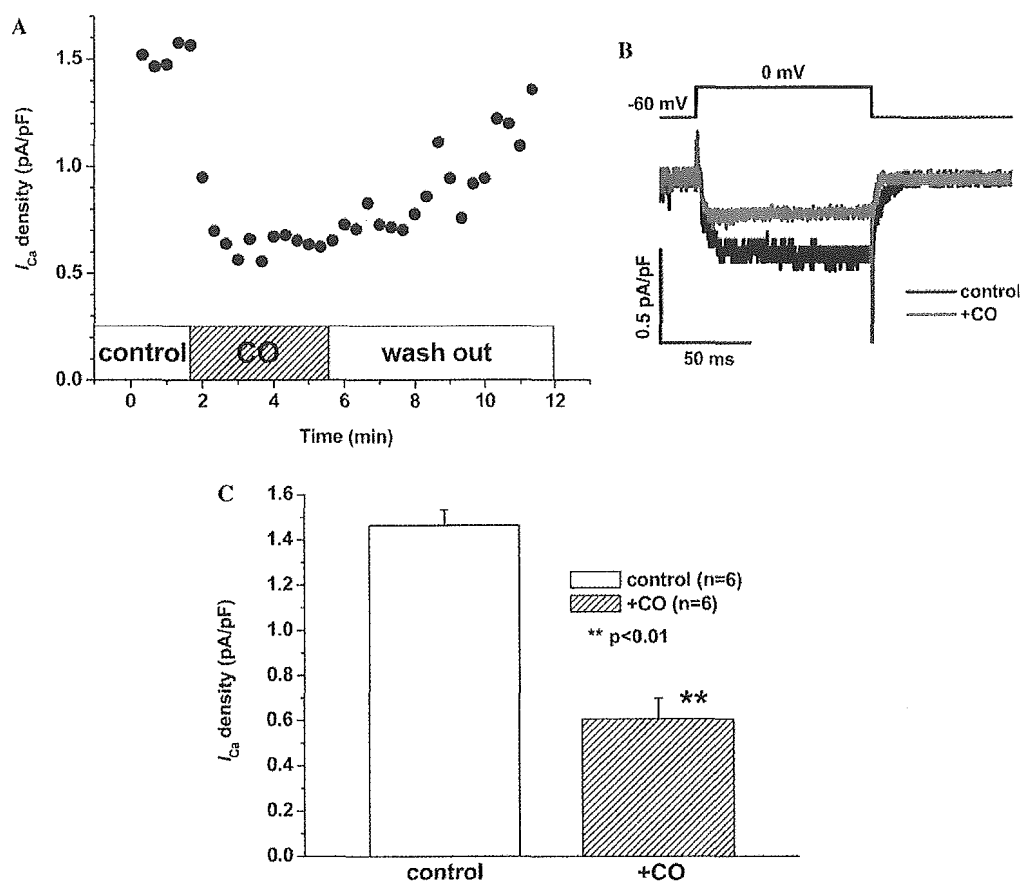 A
1.5
1.0
0.5
0.0
I_Ca density (pA/pF)
control
CO
wash out
0
2
4
6
8
10
12
Time (min)
B
0 mV
-60 mV
0.5 pA/pF
50 ms
control
+CO
C
1.6
1.4
1.2
1.0
0.8
0.6
0.4
0.2
0.0
I_Ca density (pA/pF)
control (n=6)
+CO (n=6)
** p<0.01
**
control
+CO